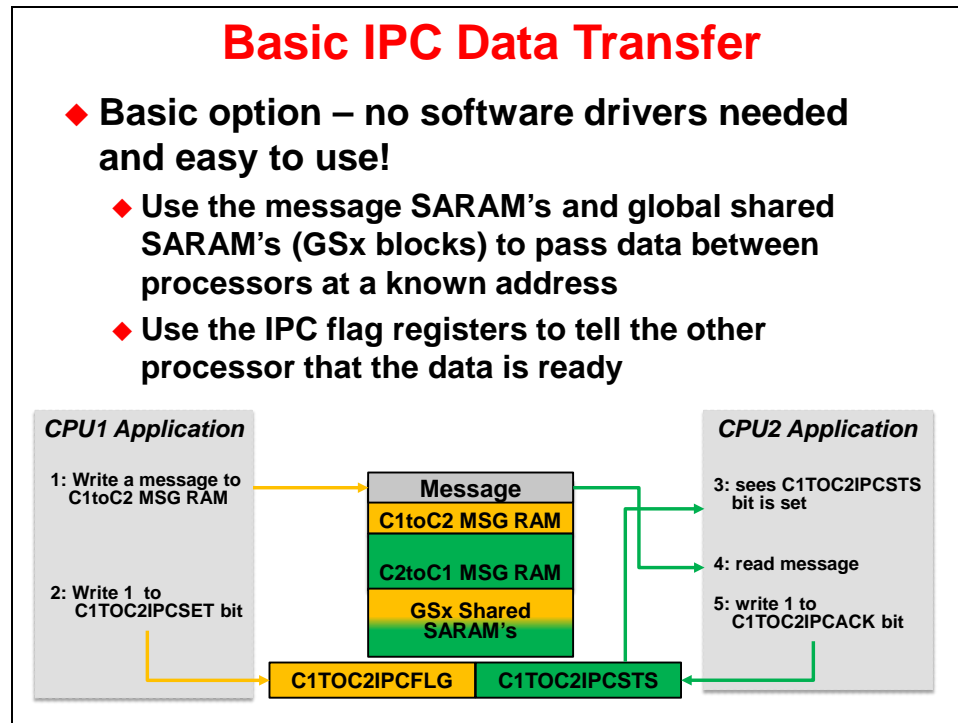 Basic IPC Data Transfer
Basic option – no software drivers needed
and easy to use!
Use the message SARAM's and global shared
SARAM's (GSx blocks) to pass data between
processors at a known address
Use the IPC flag registers to tell the other
processor that the data is ready
CPU1 Application
1: Write a message to
C1toC2 MSG RAM
2: Write 1 to
C1TOC2IPCSET bit
Message
C1toC2 MSG RAM
C2toC1 MSG RAM
GSx Shared
SARAM's
C1TOC2IPCFLG
C1TOC2IPCSTS
CPU2 Application
3: sees C1TOC2IPCSTS
bit is set
4: read message
5: write 1 to
C1TOC2IPCACK bit